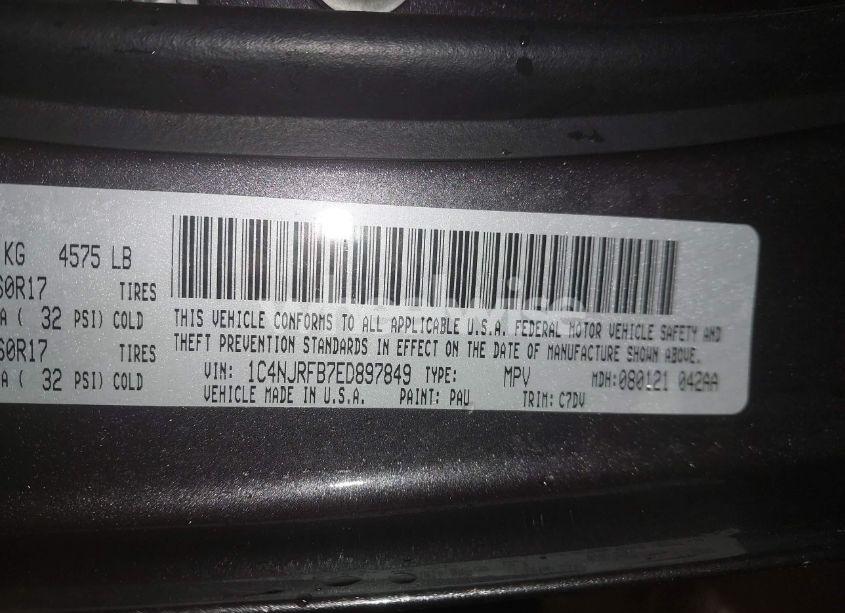 KG 4575 LB
60R17 TIRES
A ( 32 PSI) COLD
60R17 TIRES
A ( 32 PSI) COLD
THIS VEHICLE CONFORMS TO ALL APPLICABLE U.S.A. FEDERAL MOTOR VEHICLE SAFETY AND
THEFT PREVENTION STANDARDS IN EFFECT ON THE DATE OF MANUFACTURE SHOWN ABOVE.
VIN: 1C4NJRFB7ED897849 TYPE: MPV MDH:080121 042AA
VEHICLE MADE IN U.S.A. PAINT: PAU TRIM: C7DV